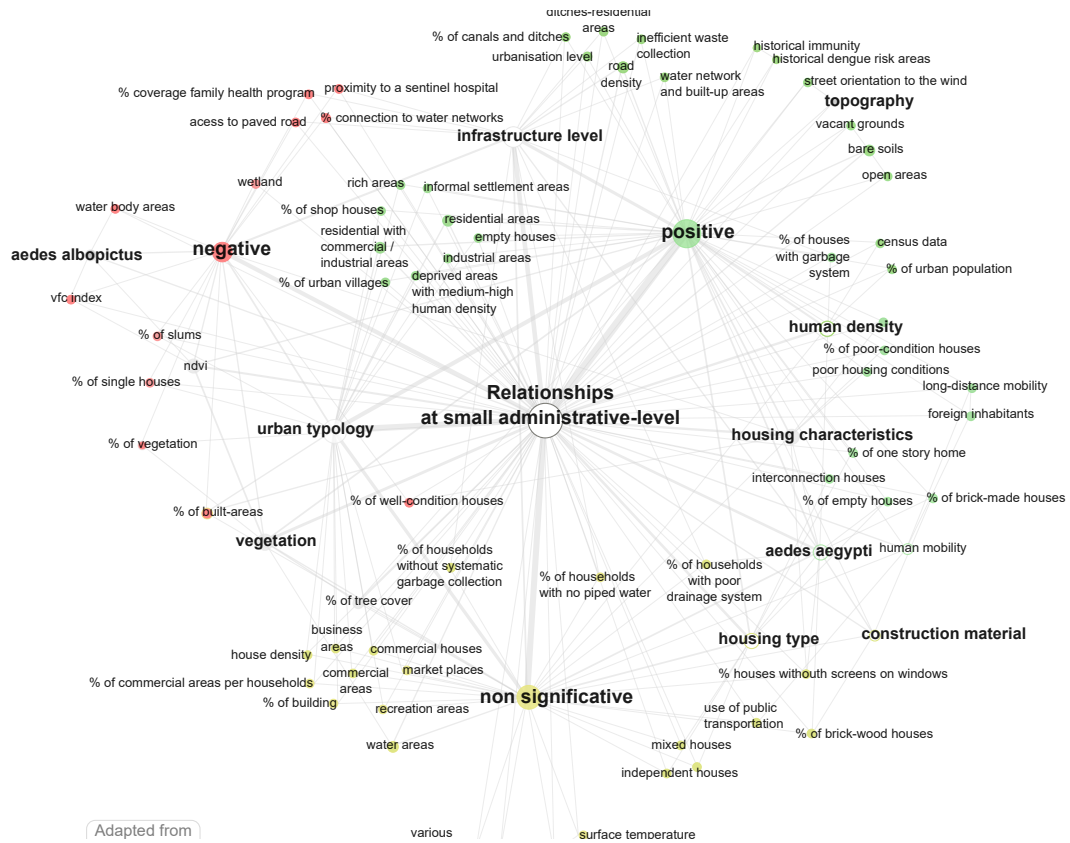 ditches-residential
areas
% of canals and ditches
inefficient waste
collection
urbanisation level
historical immunity
historical dengue risk areas
road
density
water network
and built-up areas
street orientation to the wind
proximity to a sentinel hospital
% coverage family health program
topography
acess to paved road
% connection to water networks
vacant grounds
infrastructure level
bare soils
wetland
rich areas
informal settlement areas
open areas
water body areas
% of shop houses
residential areas
residential with
commercial /
industrial areas
empty houses
positive
negative
% of houses
with garbage
system
census data
aedes albopictus
industrial areas
% of urban population
deprived areas
with medium-high
human density
% of urban villages
vfc index
human density
% of slums
% of poor-condition houses
ndvi
poor housing conditions
% of single houses
long-distance mobility
Relationships
at small administrative-level
foreign inhabitants
urban typology
housing characteristics
% of vegetation
% of one story home
interconnection houses
% of well-condition houses
% of empty houses
% of brick-made houses
% of built-areas
vegetation
aedes aegypti
human mobility
% of households
without systematic
garbage collection
% of households
with no piped water
% of households
with poor
drainage system
% of tree cover
business
areas
housing type
construction material
commercial houses
house density
market places
commercial
areas
% houses withouth screens on windows
% of commercial areas per households
non significative
% of building
recreation areas
use of public
transportation
% of brick-wood houses
water areas
mixed houses
independent houses
Adapted from
various
surface temperature